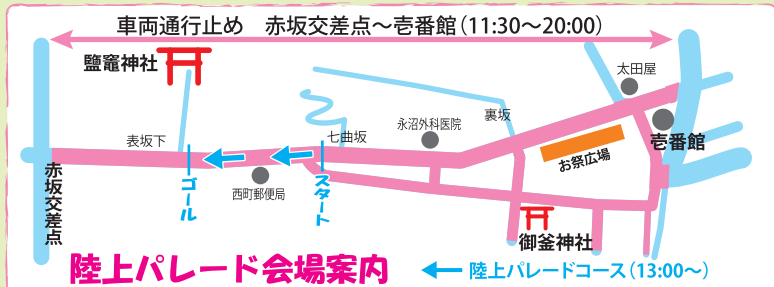 車両通行止め 赤坂交差点～壱番館(11:30～20:00)
鹽竈神社
太田屋
永沼外科医院
裏坂
七曲坂
表坂下
壱番館
お祭広場
赤坂交差点
ゴール
西町郵便局
スタート
御釜神社
陸上パレード会場案内
陸上パレードコース(13:00～)